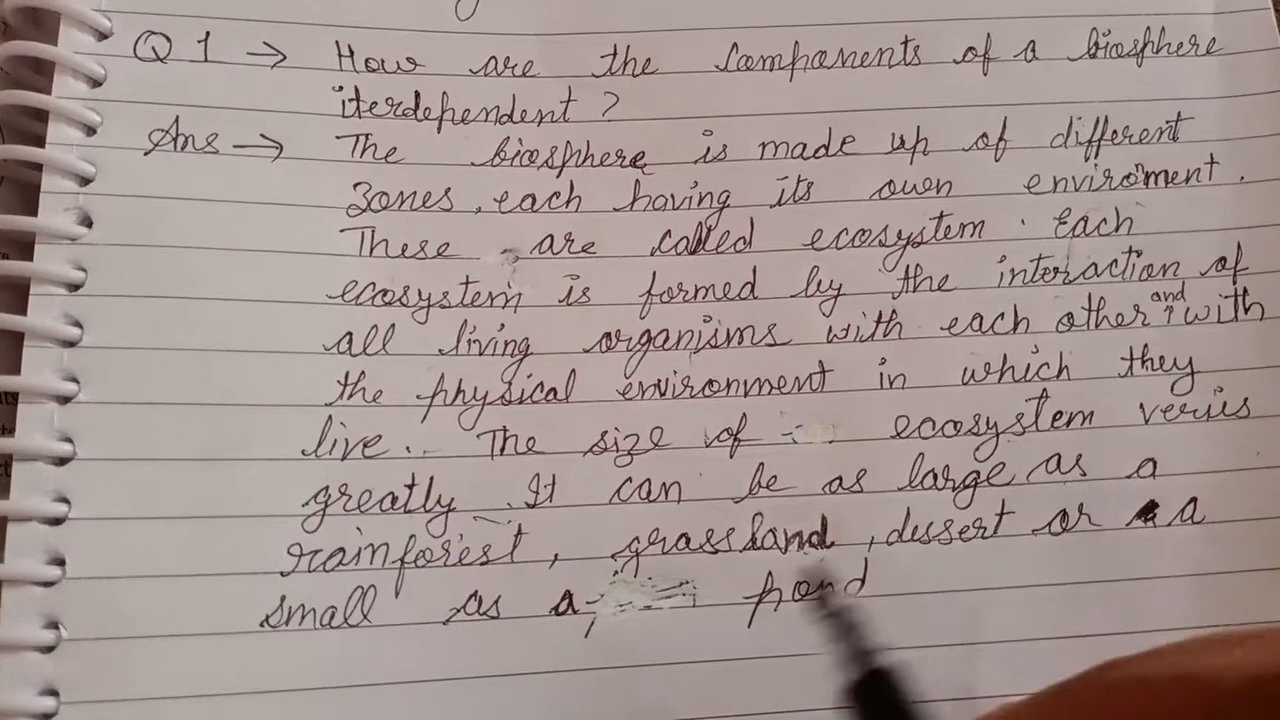 Q 1 → How are the components of a biosphere
iterdependent ?
Ans → The biosphere is made up of different
zones, each having its own enviroment.
These are called ecosystem. Each
ecosystem is formed by the interaction of
all living organisms with each other and with
the physical environment in which they
live. The size of ecosystem veries
greatly. It can be as large as a
rainforest, grassland, dessert or a
small as a pond